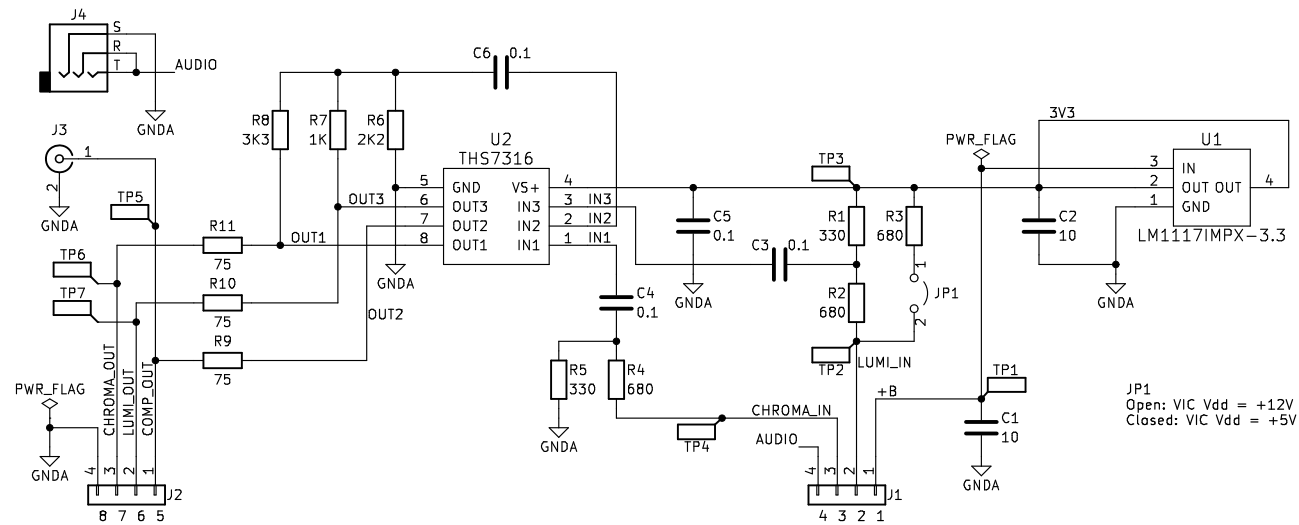 J4
S
R
T
AUDIO
GNDA
J3
1
2
GNDA
TP5
TP6
TP7
R11
75
R10
75
R9
75
OUT1
OUT3
OUT2
R8
3K3
R7
1K
R6
2K2
C6
0.1
U2
THS7316
5
GND
VS+
4
6
OUT3
IN3
3
IN3
7
OUT2
IN2
2
IN2
8
OUT1
IN1
1
IN1
GNDA
C4
0.1
R5
330
R4
680
GNDA
C5
0.1
GNDA
C3
0.1
TP3
R1
330
R3
680
R2
680
1
JP1
2
TP2
LUMI_IN
3V3
PWR_FLAG
U1
3
IN
2
OUT
OUT
4
1
GND
LM1117IMPX-3.3
C2
10
GNDA
+B
TP1
C1
10
GNDA
JP1
Open: VIC Vdd = +12V
Closed: VIC Vdd = +5V
TP4
CHROMA_IN
AUDIO
4
3
2
1
J1
4 3 2 1
PWR_FLAG
GNDA
CHROMA_OUT
LUMI_OUT
COMP_OUT
4
3
2
1
J2
8 7 6 5